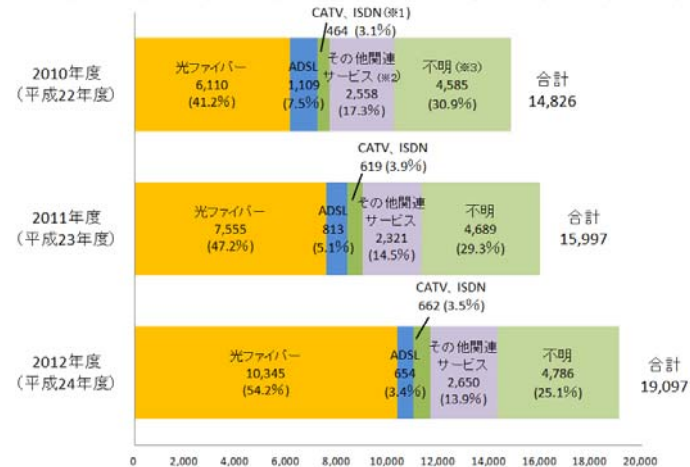 CATV、ISDN(※1)
464 (3.1%)
2010年度
(平成22年度)
光ファイバー
6,110
(41.2%)
ADSL
1,109
(7.5%)
その他関連
サービス(※2)
2,558
(17.3%)
不明(※3)
4,585
(30.9%)
合計
14,826
CATV、ISDN
619 (3.9%)
2011年度
(平成23年度)
光ファイバー
7,555
(47.2%)
ADSL
813
(5.1%)
その他関連
サービス
2,321
(14.5%)
不明
4,689
(29.3%)
合計
15,997
CATV、ISDN
662 (3.5%)
2012年度
(平成24年度)
光ファイバー
10,345
(54.2%)
ADSL
654
(3.4%)
その他関連
サービス
2,650
(13.9%)
不明
4,786
(25.1%)
合計
19,097
0 2,000 4,000 6,000 8,000 10,000 12,000 14,000 16,000 18,000 20,000